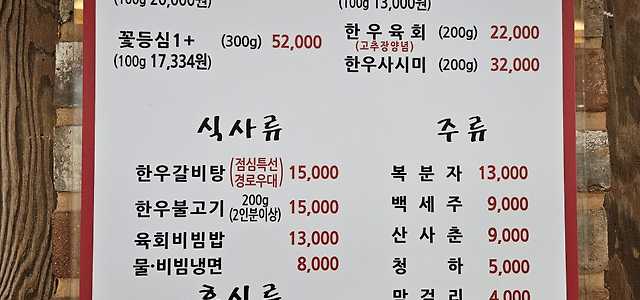 (100g 20,000원)
(100g 13,000원)
꽃등심1+ (300g) 52,000
(100g 17,334원)
한우육회 (200g) 22,000
(고추장양념)
한우사시미 (200g) 32,000
식사류
한우갈비탕 (점심특선 경로우대) 15,000
한우불고기 200g (2인분이상) 15,000
육회비빔밥 13,000
물·비빔냉면 8,000
주류
복분자 13,000
백세주 9,000
산사춘 9,000
청하 5,000
막걸리 4,000